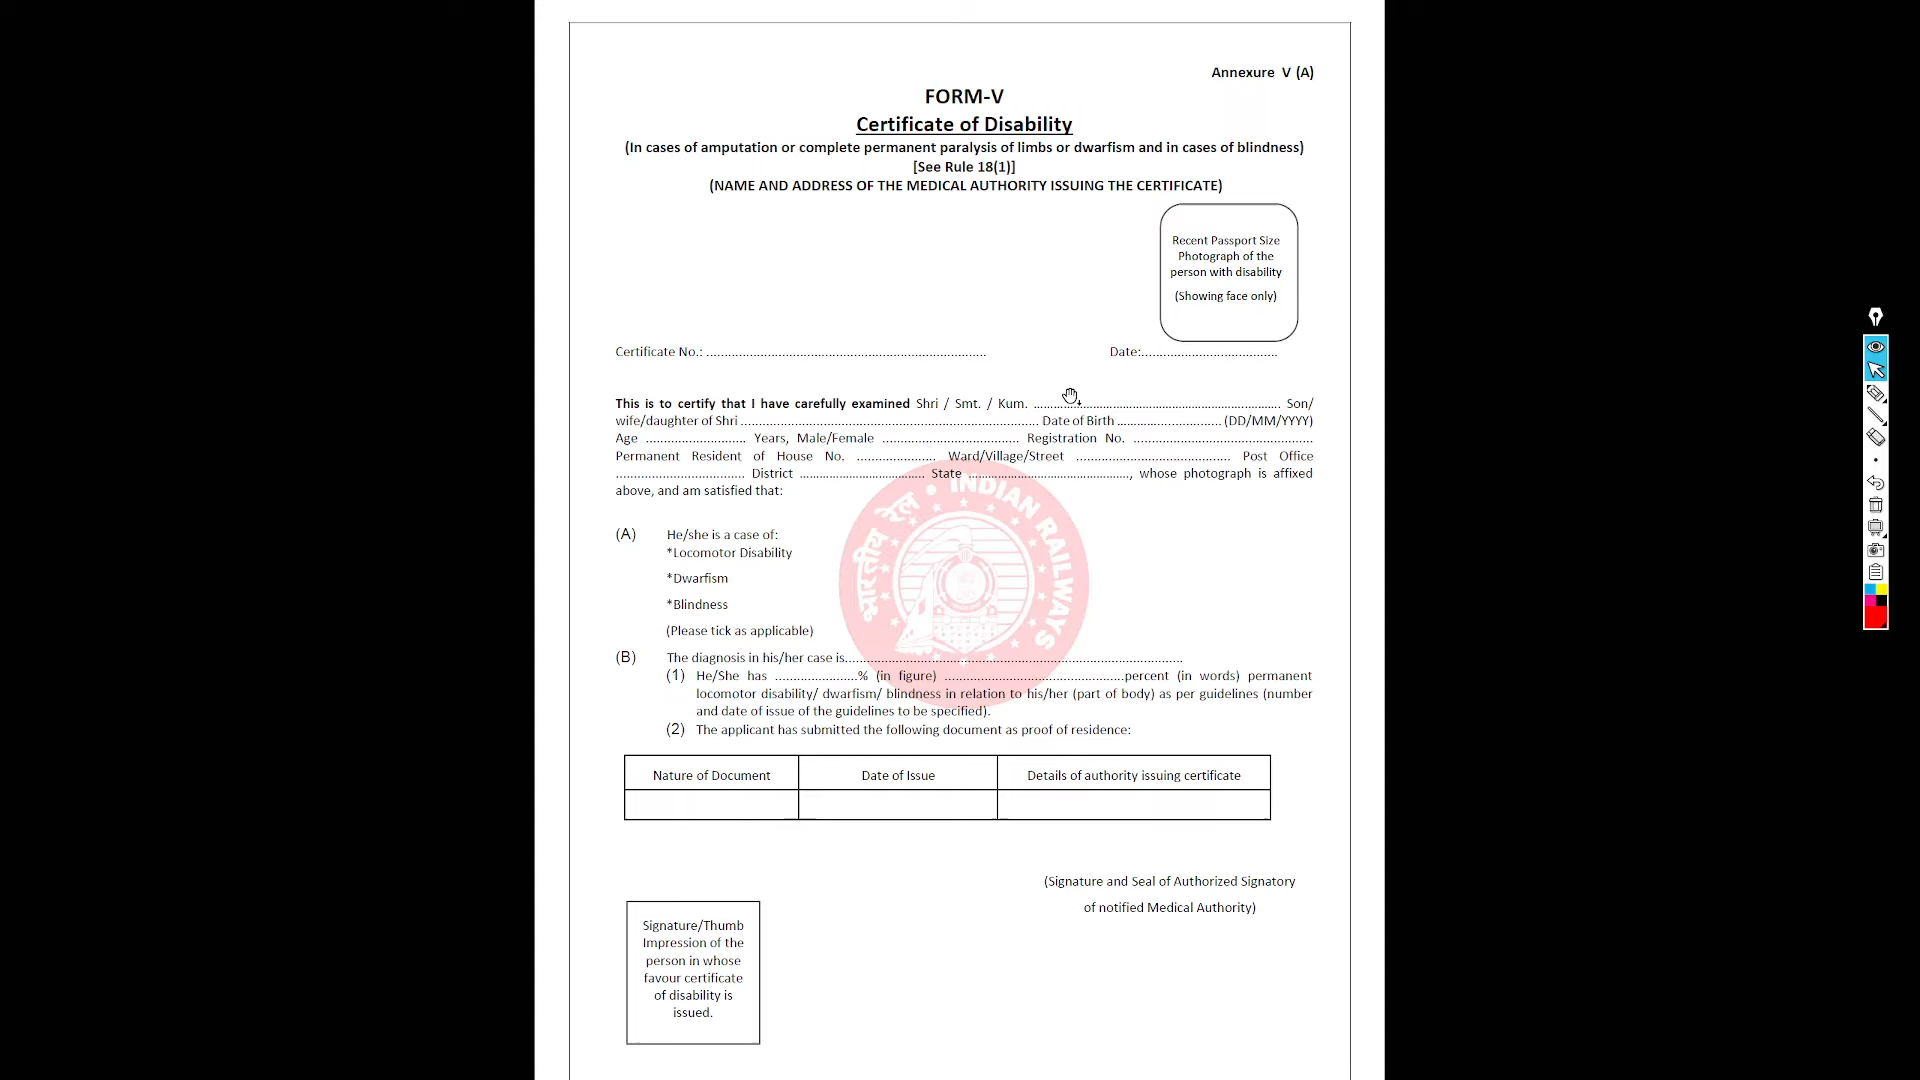 Annexure V (A)
FORM-V
Certificate of Disability
(In cases of amputation or complete permanent paralysis of limbs or dwarfism and in cases of blindness)
[See Rule 18(1)]
(NAME AND ADDRESS OF THE MEDICAL AUTHORITY ISSUING THE CERTIFICATE)
Recent Passport Size
Photograph of the
person with disability
(Showing face only)
Certificate No.: ............................................................................. Date:.....................................
This is to certify that I have carefully examined Shri / Smt. / Kum. .................................................................... Son/
wife/daughter of Shri .................................................................................. Date of Birth ............................. (DD/MM/YYYY)
Age ........................... Years, Male/Female ...................................... Registration No. .................................................
Permanent Resident of House No. ...................... Ward/Village/Street ........................................... Post Office
................................... District .................................. State ............................................, whose photograph is affixed
above, and am satisfied that:
(A) He/she is a case of:
*Locomotor Disability
*Dwarfism
*Blindness
(Please tick as applicable)
(B) The diagnosis in his/her case is.............................................................................................
(1) He/She has .......................% (in figure) .................................................percent (in words) permanent
locomotor disability/ dwarfism/ blindness in relation to his/her (part of body) as per guidelines (number
and date of issue of the guidelines to be specified).
(2) The applicant has submitted the following document as proof of residence:
Nature of Document Date of Issue Details of authority issuing certificate
(Signature and Seal of Authorized Signatory
of notified Medical Authority)
Signature/Thumb
Impression of the
person in whose
favour certificate
of disability is
issued.
भारतीय रेल • INDIAN RAILWAYS